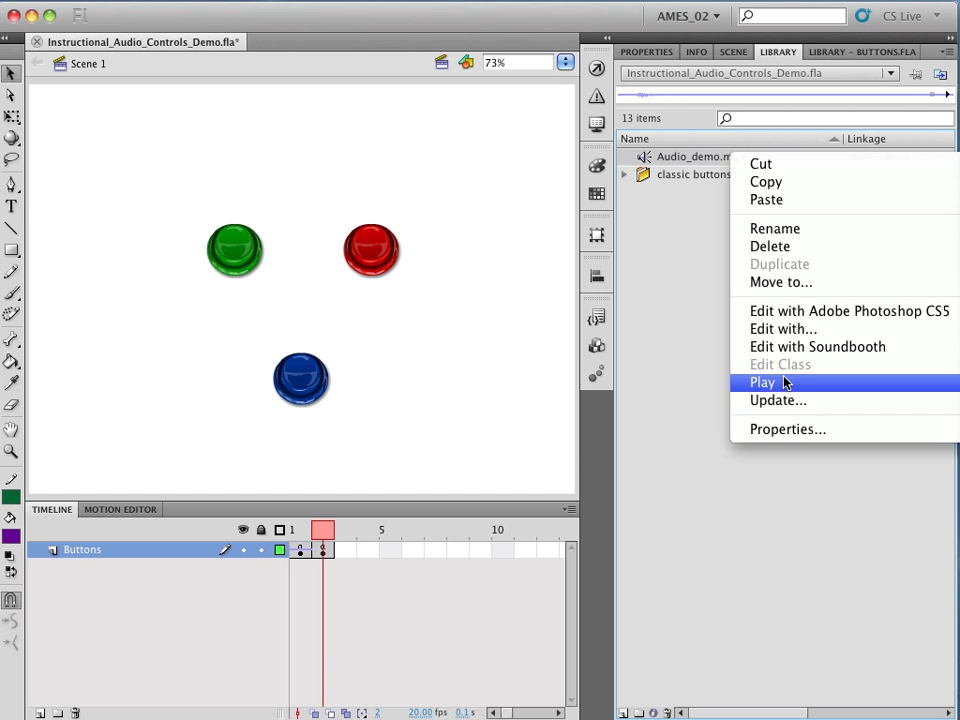 Fl
AMES_02
CS Live
Instructional_Audio_Controls_Demo.fla*
Scene 1
73%
PROPERTIES
INFO
SCENE
LIBRARY
LIBRARY - BUTTONS.FLA
Instructional_Audio_Controls_Demo.fla
13 items
Name
Linkage
Audio_demo.m
classic buttons
Cut
Copy
Paste
Rename
Delete
Duplicate
Move to...
Edit with Adobe Photoshop CS5
Edit with...
Edit with Soundbooth
Edit Class
Play
Update...
Properties...
TIMELINE
MOTION EDITOR
1
5
10
Buttons
2
20.00 fps
0.1 s